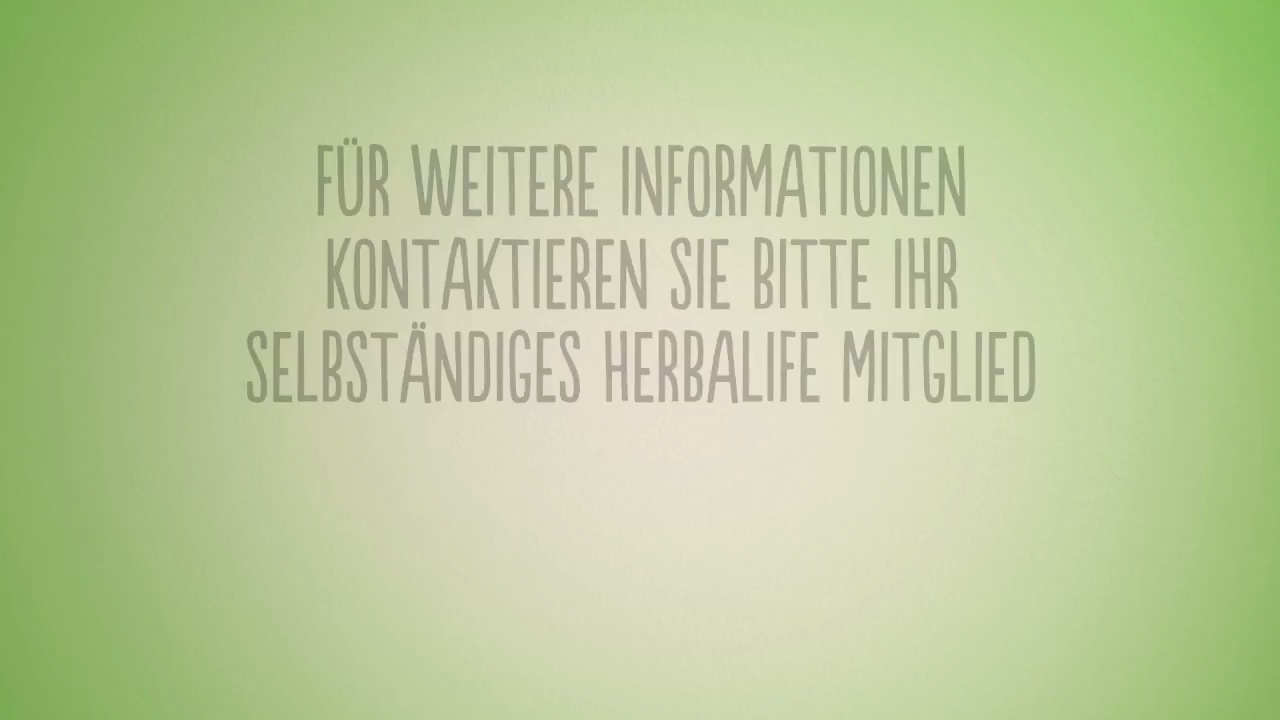 FÜR WEITERE INFORMATIONEN
KONTAKTIEREN SIE BITTE IHR
SELBSTÄNDIGES HERBALIFE MITGLIED